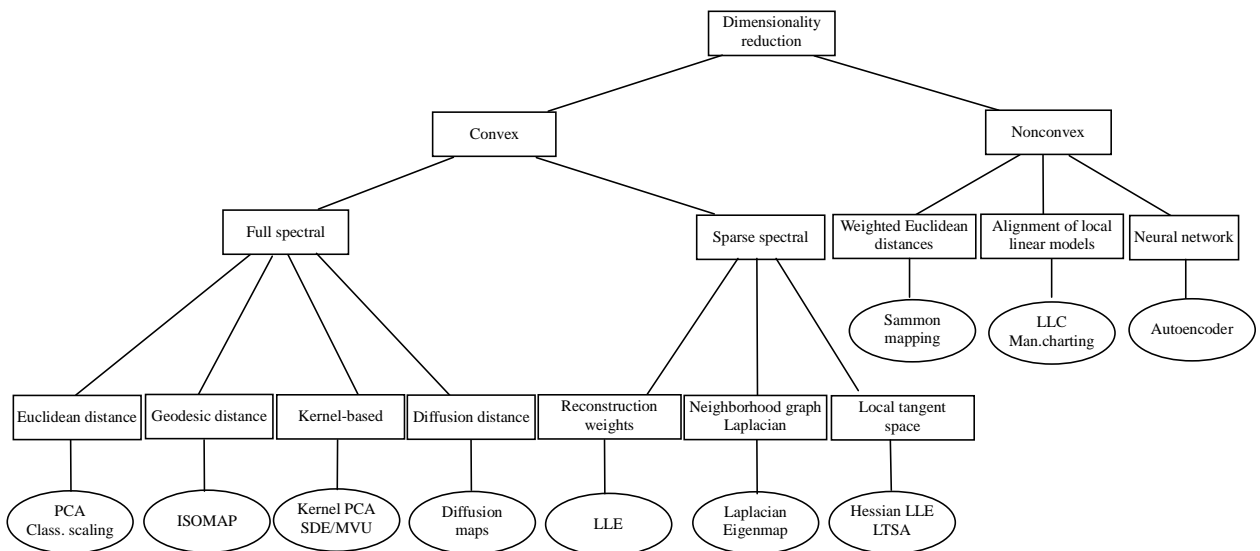 Dimensionality
reduction
Convex
Nonconvex
Full spectral
Sparse spectral
Weighted Euclidean
distances
Alignment of local
linear models
Neural network
Sammon
mapping
LLC
Man.charting
Autoencoder
Euclidean distance
Geodesic distance
Kernel-based
Diffusion distance
Reconstruction
weights
Neighborhood graph
Laplacian
Local tangent
space
PCA
Class. scaling
ISOMAP
Kernel PCA
SDE/MVU
Diffusion
maps
LLE
Laplacian
Eigenmap
Hessian LLE
LTSA